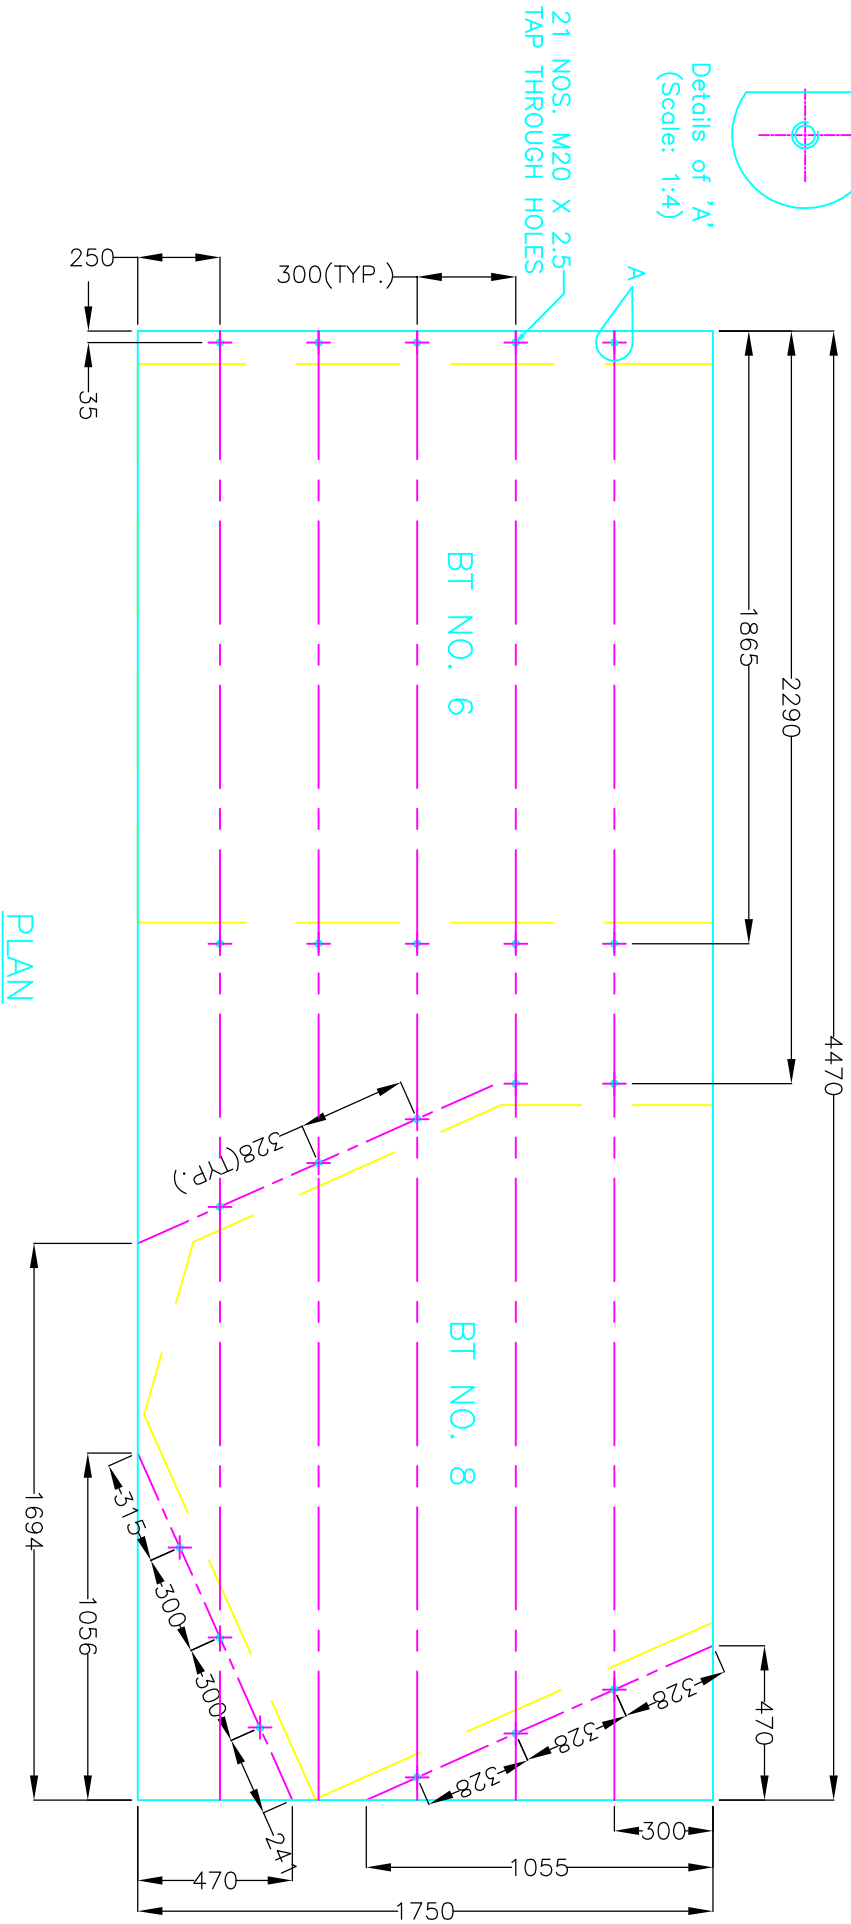 Details of 'A'
(Scale: 1:4)
21 NOS. M20 X 2.5
TAP THROUGH HOLES
A
250
300(TYP.)
35
1865
2290
4470
BT NO. 6
PLAN
328(TYP.)
BT NO. 8
1694
1056
315
300
300
241
328
328
328
470
300
1055
470
1750